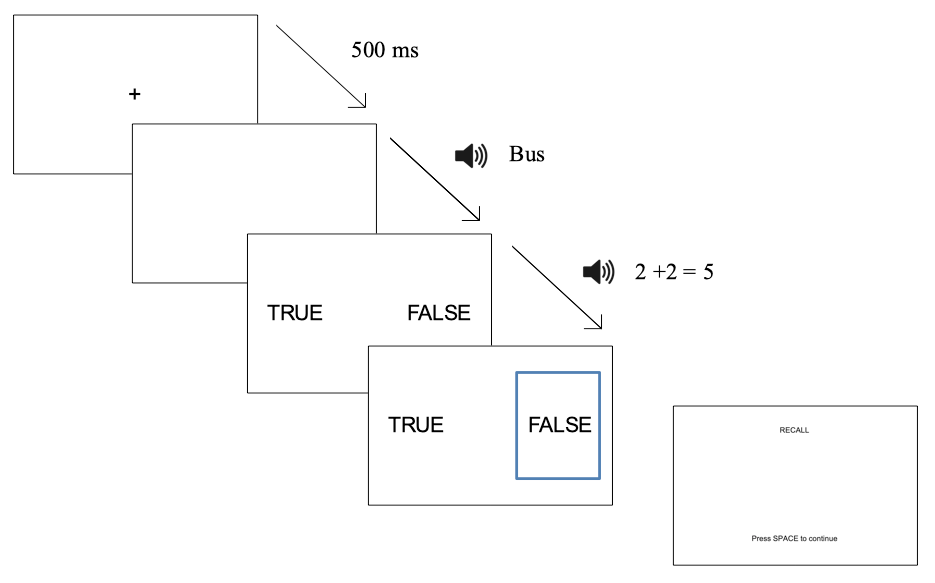 500 ms
+
Bus
2 +2 = 5
TRUE FALSE
TRUE FALSE
RECALL
Press SPACE to continue